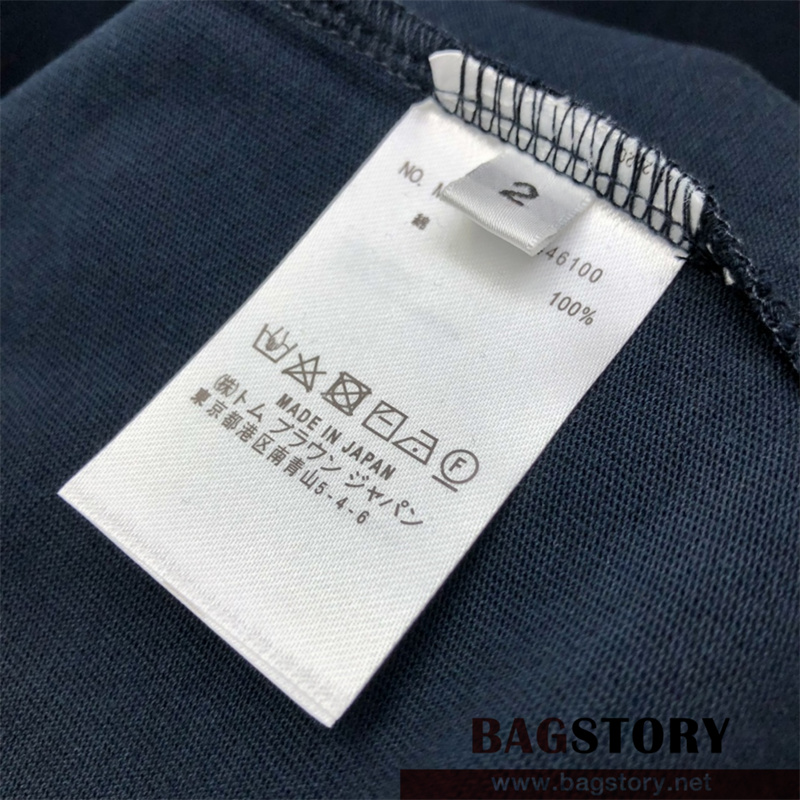 2
NO. M
46100
綿 100%
MADE IN JAPAN
㈱トム ブラウン ジャパン
東京都港区南青山5-4-6
F
BAGSTORY
www.bagstory.net